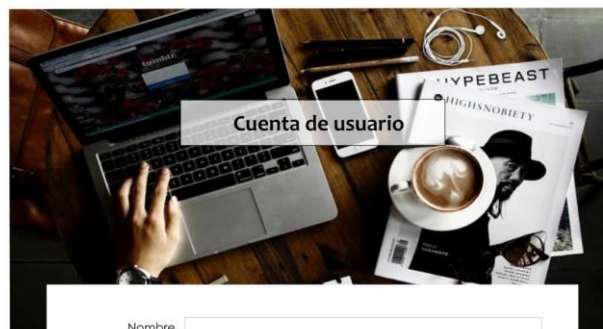 tumblr.
HYPEBEAST
HIGHSNOBIETY
Cuenta de usuario
Nombre